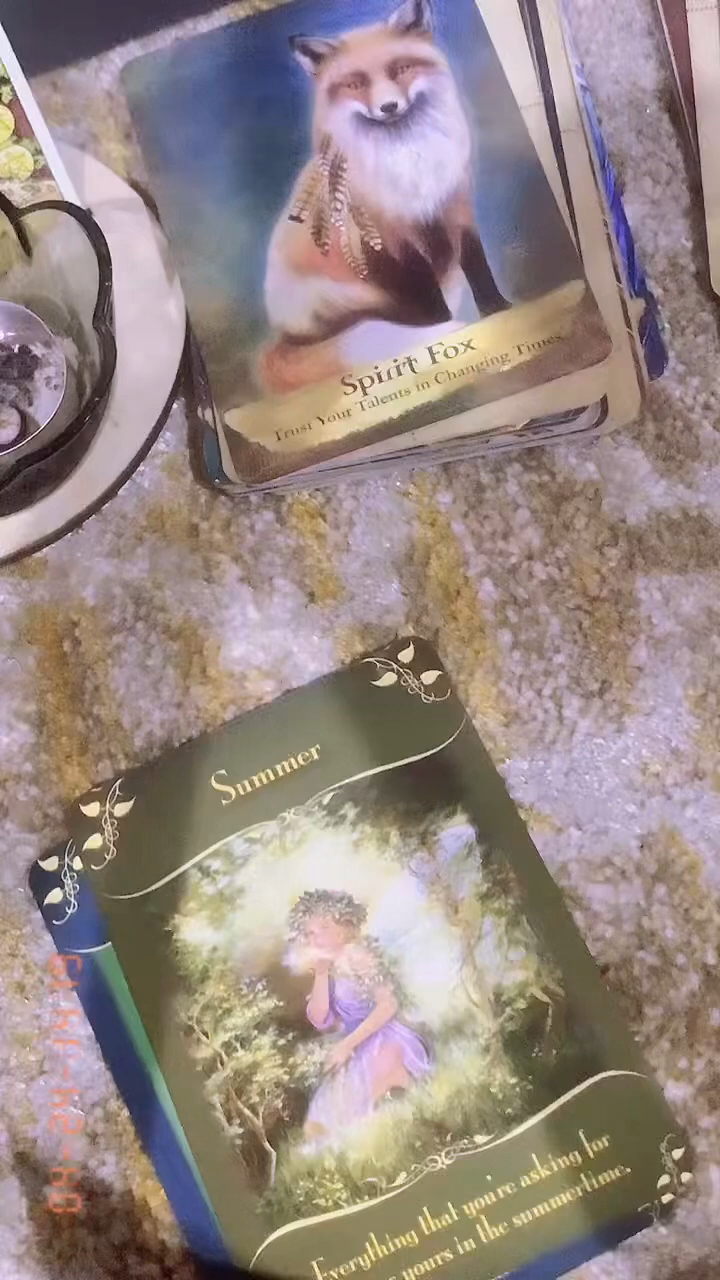 Spirit Fox
Trust Your Talents in Changing Times
Summer
Everything that you're asking for
yours in the summertime.